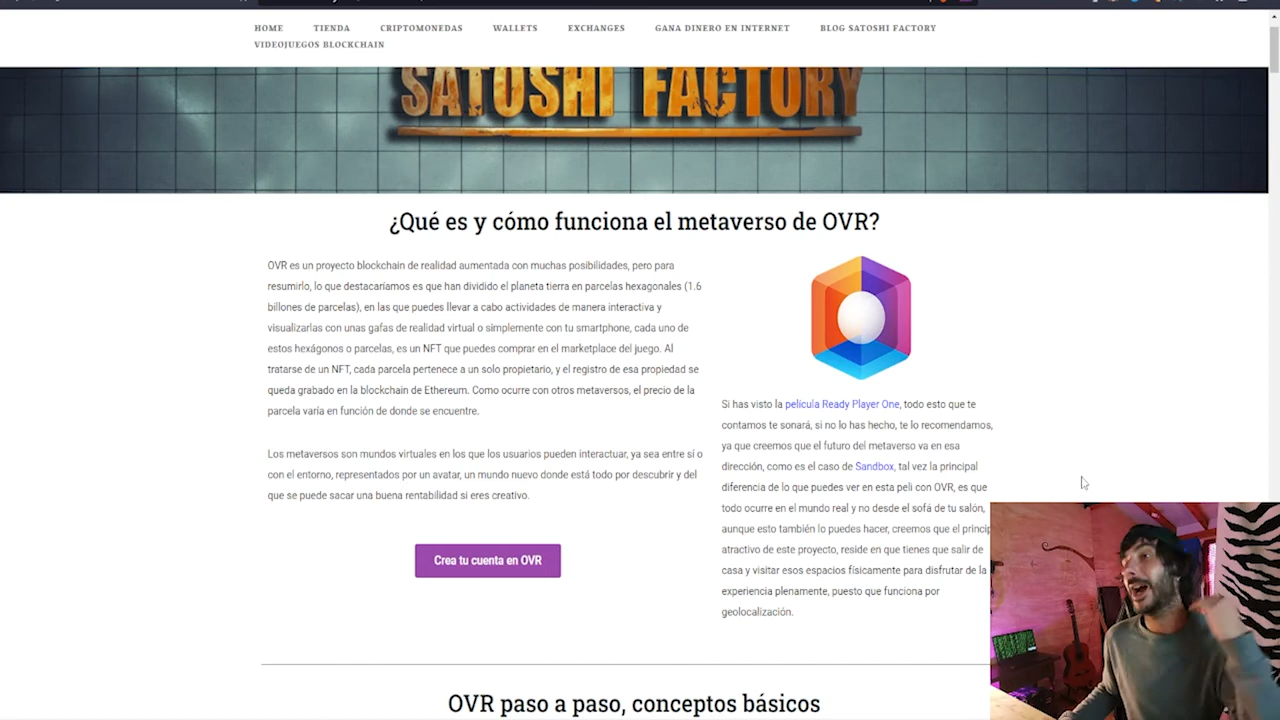 HOME TIENDA CRIPTOMONEDAS WALLETS EXCHANGES GANA DINERO EN INTERNET BLOG SATOSHI FACTORY
VIDEOJUEGOS BLOCKCHAIN
SATOSHI FACTORY
¿Qué es y cómo funciona el metaverso de OVR?
OVR es un proyecto blockchain de realidad aumentada con muchas posibilidades, pero para
resumirlo, lo que destacaríamos es que han dividido el planeta tierra en parcelas hexagonales (1.6
billones de parcelas), en las que puedes llevar a cabo actividades de manera interactiva y
visualizarlas con unas gafas de realidad virtual o simplemente con tu smartphone, cada uno de
estos hexágonos o parcelas, es un NFT que puedes comprar en el marketplace del juego. Al
tratarse de un NFT, cada parcela pertenece a un solo propietario, y el registro de esa propiedad se
queda grabado en la blockchain de Ethereum. Como ocurre con otros metaversos, el precio de la
parcela varía en función de donde se encuentre.
Los metaversos son mundos virtuales en los que los usuarios pueden interactuar, ya sea entre sí o
con el entorno, representados por un avatar, un mundo nuevo donde está todo por descubrir y del
que se puede sacar una buena rentabilidad si eres creativo.
Crea tu cuenta en OVR
Si has visto la película Ready Player One, todo esto que te
contamos te sonará, si no lo has hecho, te lo recomendamos,
ya que creemos que el futuro del metaverso va en esa
dirección, como es el caso de Sandbox, tal vez la principal
diferencia de lo que puedes ver en esta peli con OVR, es que
todo ocurre en el mundo real y no desde el sofá de tu salón,
aunque esto también lo puedes hacer, creemos que el princip
atractivo de este proyecto, reside en que tienes que salir de
casa y visitar esos espacios físicamente para disfrutar de la
experiencia plenamente, puesto que funciona por
geolocalización.
OVR paso a paso, conceptos básicos